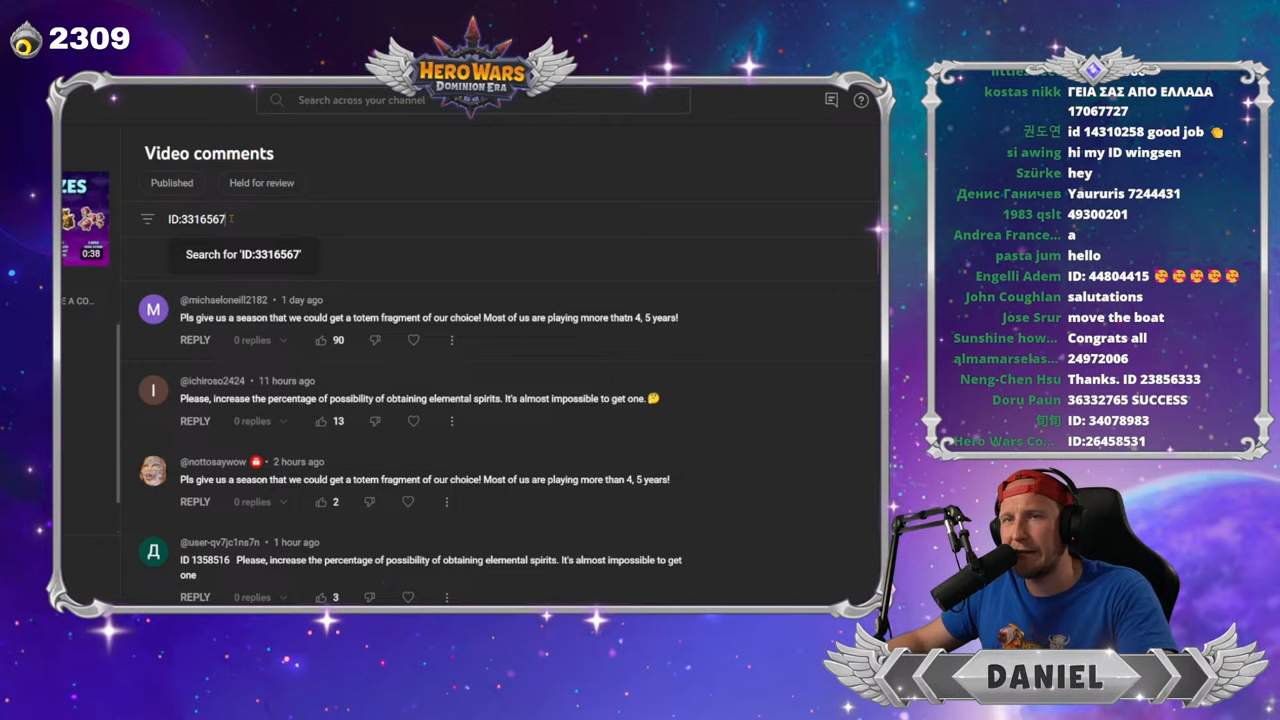 2309
HERO WARS
DOMINION ERA
Search across your channel
Video comments
Published
Held for review
ID:3316567
Search for 'ID:3316567'
ZES
0:38
E A CO...
M
@michaeloneill2182 • 1 day ago
Pls give us a season that we could get a totem fragment of our choice! Most of us are playing mnore thatn 4, 5 years!
REPLY 0 replies 90
I
@ichiroso2424 • 11 hours ago
Please, increase the percentage of possibility of obtaining elemental spirits. It's almost impossible to get one.🤔
REPLY 0 replies 13
@nottosaywow • 2 hours ago
Pls give us a season that we could get a totem fragment of our choice! Most of us are playing more than 4, 5 years!
REPLY 0 replies 2
Д
@user-qv7jc1ns7n • 1 hour ago
ID 1358516 Please, increase the percentage of possibility of obtaining elemental spirits. It's almost impossible to get
one
REPLY 0 replies 3
kostas nikk ΓΕΙΑ ΣΑΣ ΑΠΟ ΕΛΛΑΔΑ
17067727
권도연 id 14310258 good job 👏
si awing hi my ID wingsen
Szürke hey
Денис Ганичев Yaururis 7244431
1983 qslt 49300201
Andrea France... a
pasta jum hello
Engelli Adem ID: 44804415 🥰🥰🥰🥰🥰
John Coughlan salutations
Jose Srur move the boat
Sunshine how... Congrats all
qlmamarselas... 24972006
Neng-Chen Hsu Thanks. ID 23856333
Doru Paun 36332765 SUCCESS
旬旬 ID: 34078983
Hero Wars Co... ID:26458531
DANIEL